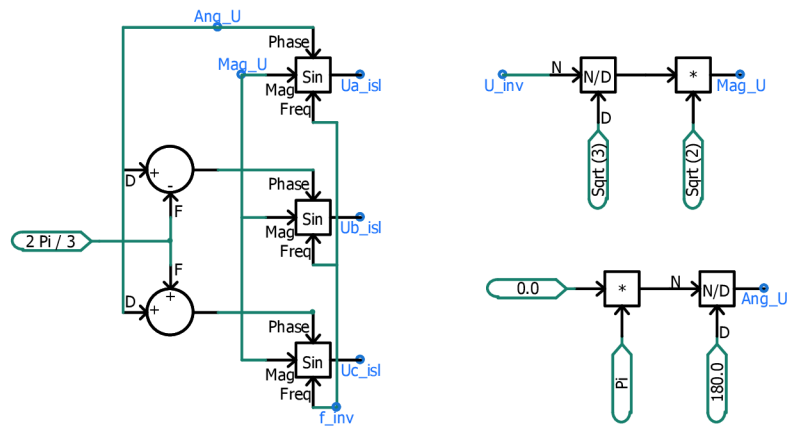 Ang_U
Phase
Mag_U
Sin
Mag
Ua_isl
Freq
D
+
-
F
Phase
Sin
Mag
Ub_isl
Freq
2 Pi / 3
F
D
+
+
Phase
Sin
Mag
Uc_isl
Freq
f_inv
U_inv
N
N/D
*
Mag_U
D
Sqrt (3)
Sqrt (2)
0.0
*
N
N/D
Ang_U
D
Pi
180.0